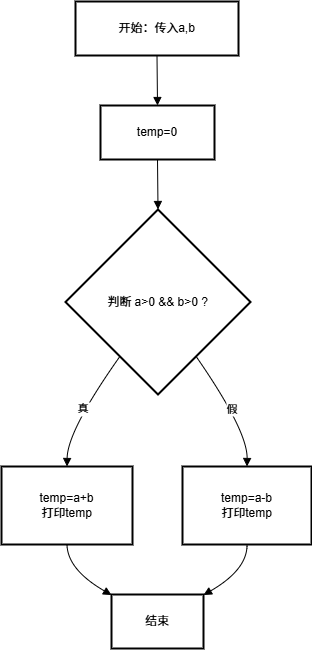 开始：传入a,b
temp=0
判断 a>0 && b>0 ?
真
假
temp=a+b
打印temp
temp=a-b
打印temp
结束